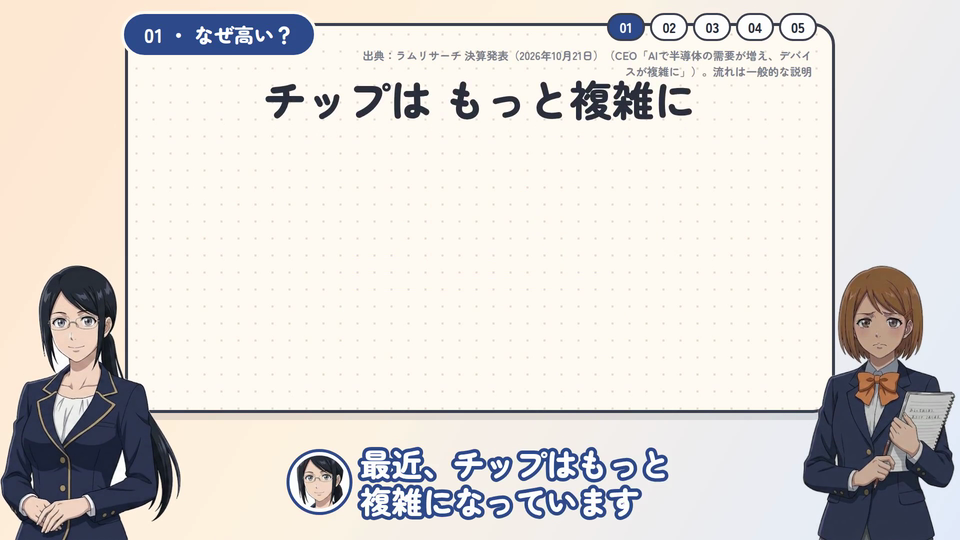 01 ・ なぜ高い？
01 02 03 04 05
出典：ラムリサーチ 決算発表（2026年10月21日）（CEO「AIで半導体の需要が増え、デバイ
スが複雑に」）。流れは一般的な説明
チップは もっと複雑に
最近、チップはもっと
複雑になっています